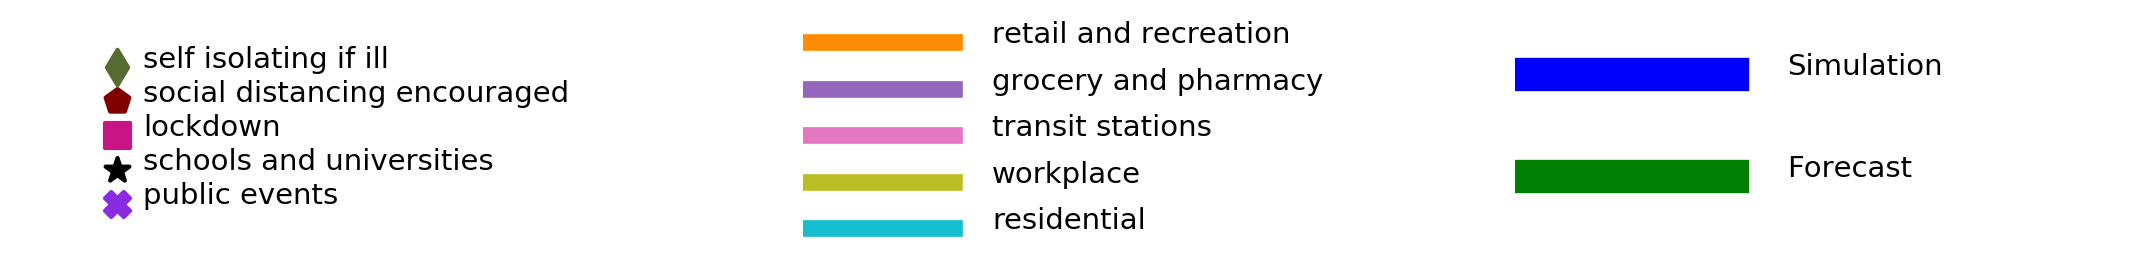 self isolating if ill
social distancing encouraged
lockdown
schools and universities
public events
retail and recreation
grocery and pharmacy
transit stations
workplace
residential
Simulation
Forecast